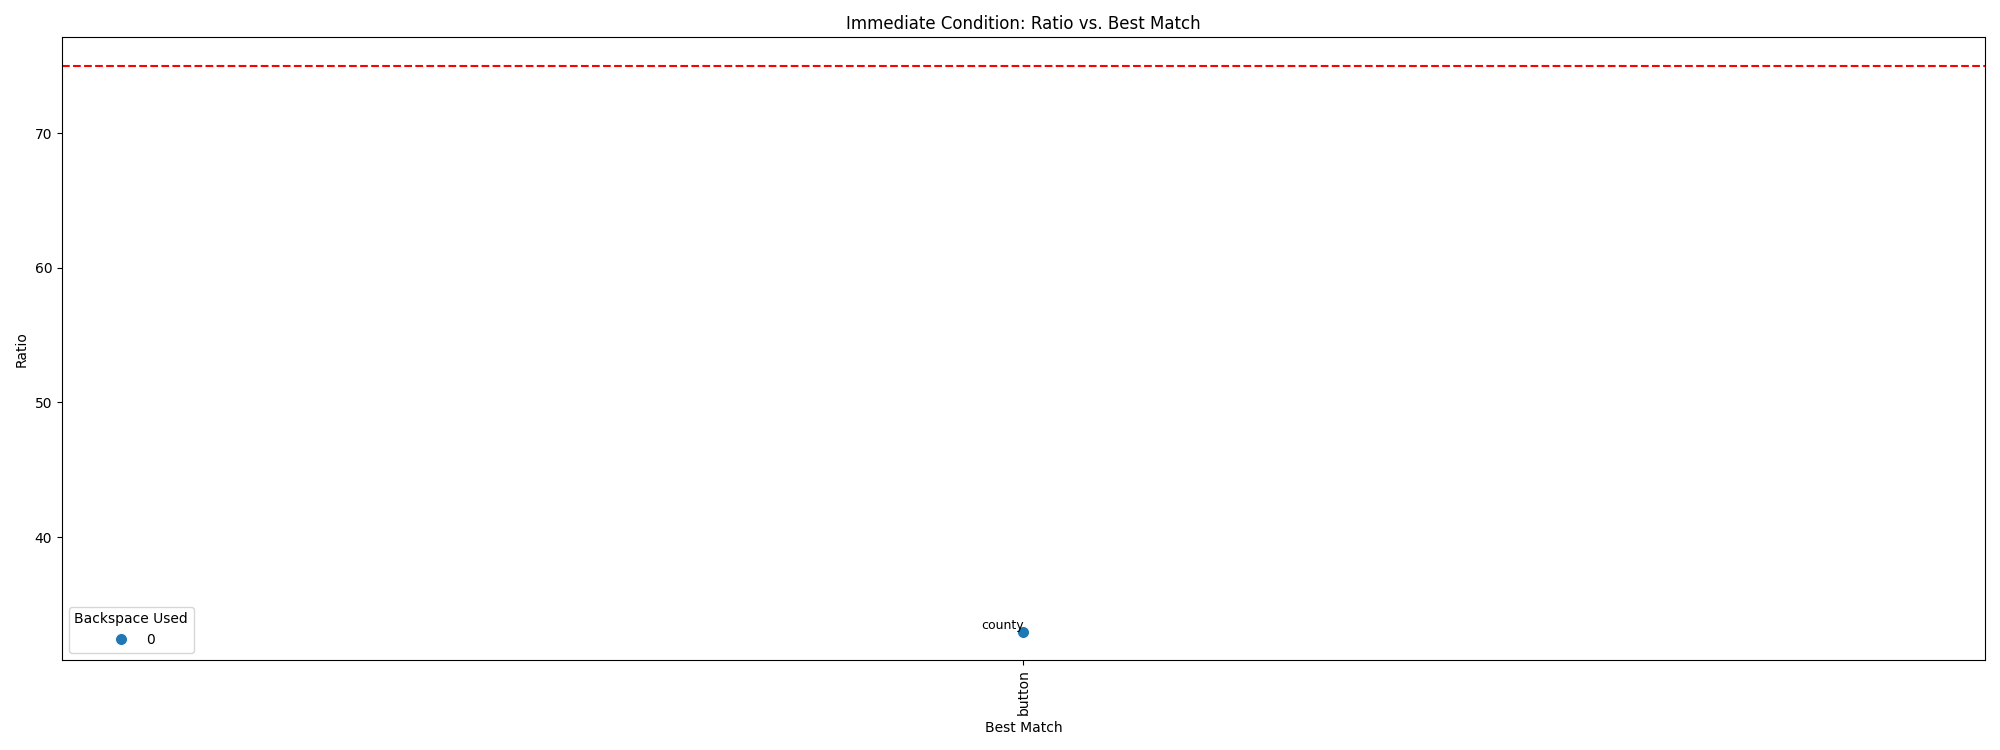 Immediate Condition: Ratio vs. Best Match
Ratio
70
60
50
40
county
Backspace Used
0
button
Best Match